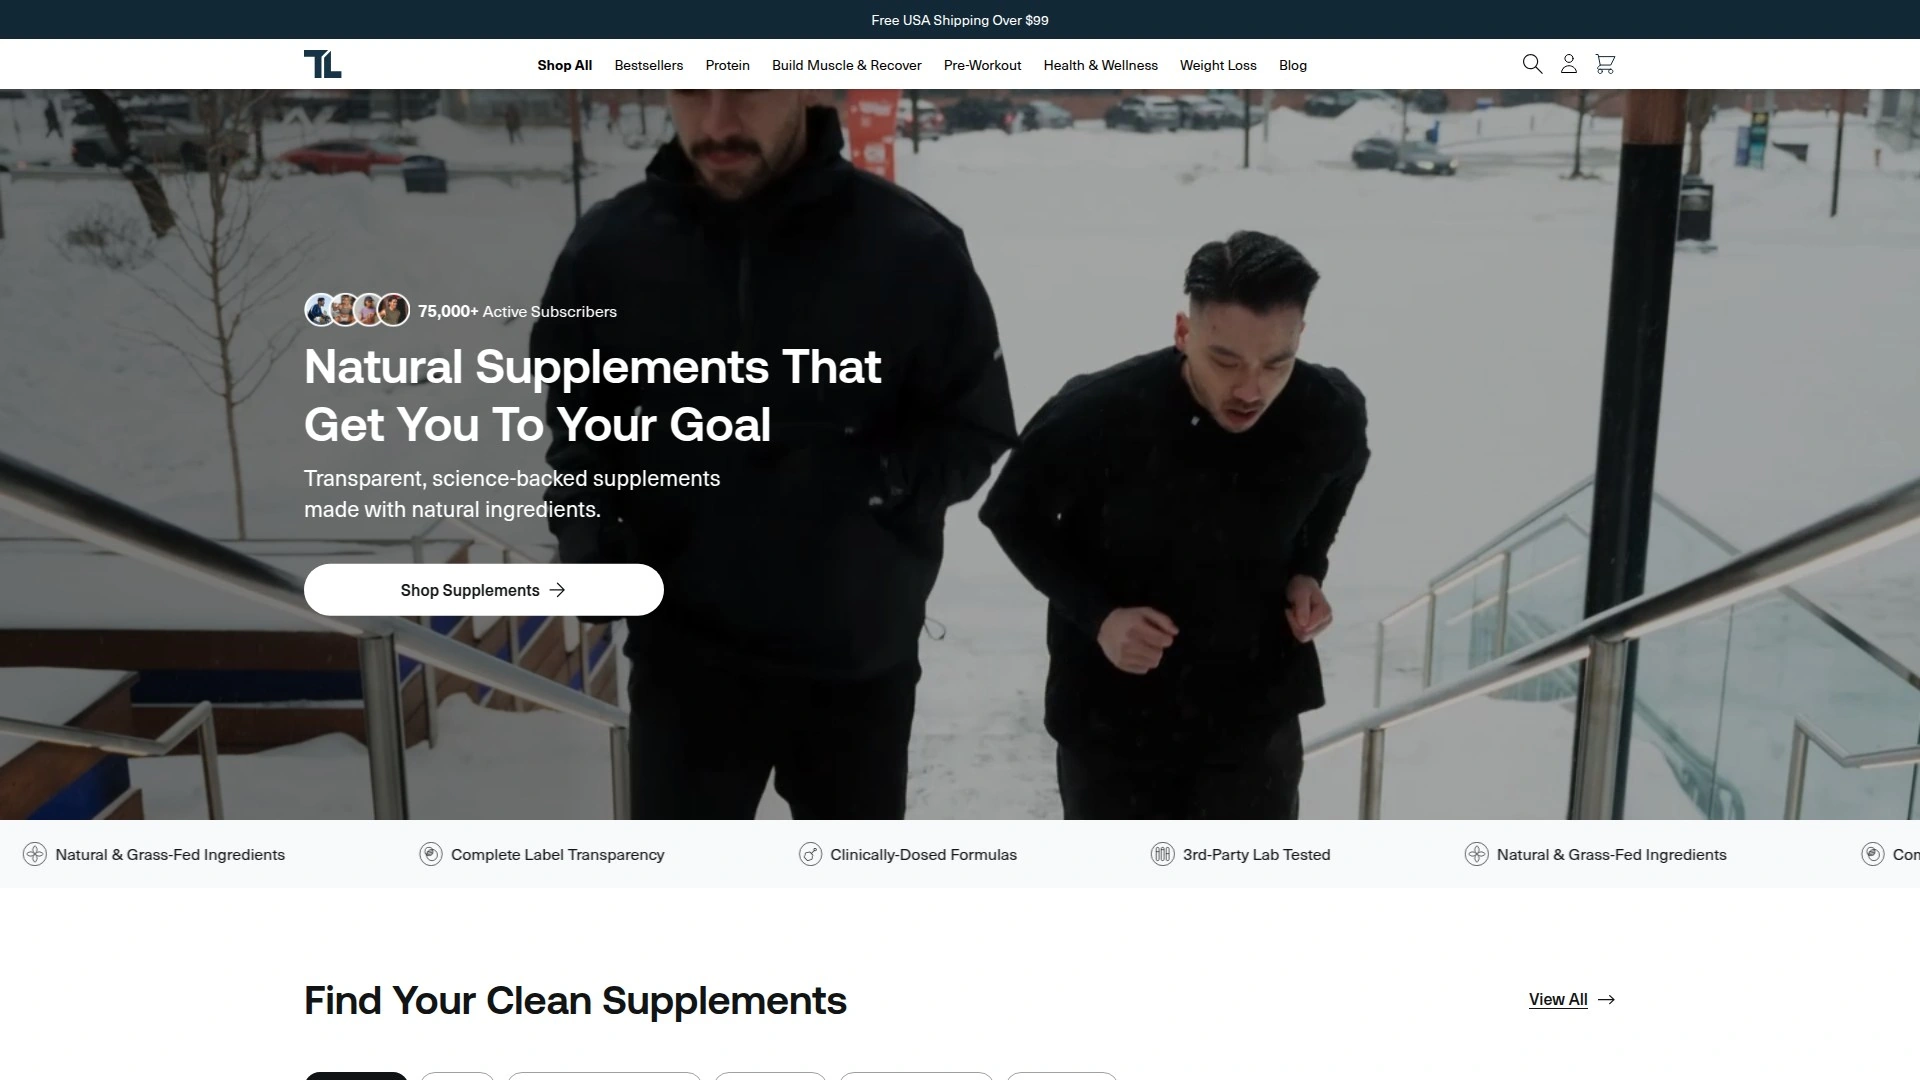 Free USA Shipping Over $99
TL
Shop All
Bestsellers
Protein
Build Muscle & Recover
Pre-Workout
Health & Wellness
Weight Loss
Blog
75,000+ Active Subscribers
Natural Supplements That
Get You To Your Goal
Transparent, science-backed supplements
made with natural ingredients.
Shop Supplements
Natural & Grass-Fed Ingredients
Complete Label Transparency
Clinically-Dosed Formulas
3rd-Party Lab Tested
Natural & Grass-Fed Ingredients
Find Your Clean Supplements
View All